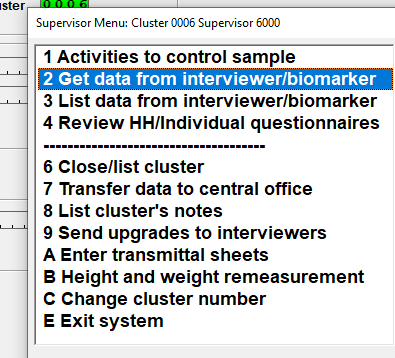 uster 0 0 0 6
Supervisor Menu: Cluster 0006 Supervisor 6000
1 Activities to control sample
2 Get data from interviewer/biomarker
3 List data from interviewer/biomarker
4 Review HH/Individual questionnaires
-------------------------------------
6 Close/list cluster
7 Transfer data to central office
8 List cluster's notes
9 Send upgrades to interviewers
A Enter transmittal sheets
B Height and weight remeasurement
C Change cluster number
E Exit system